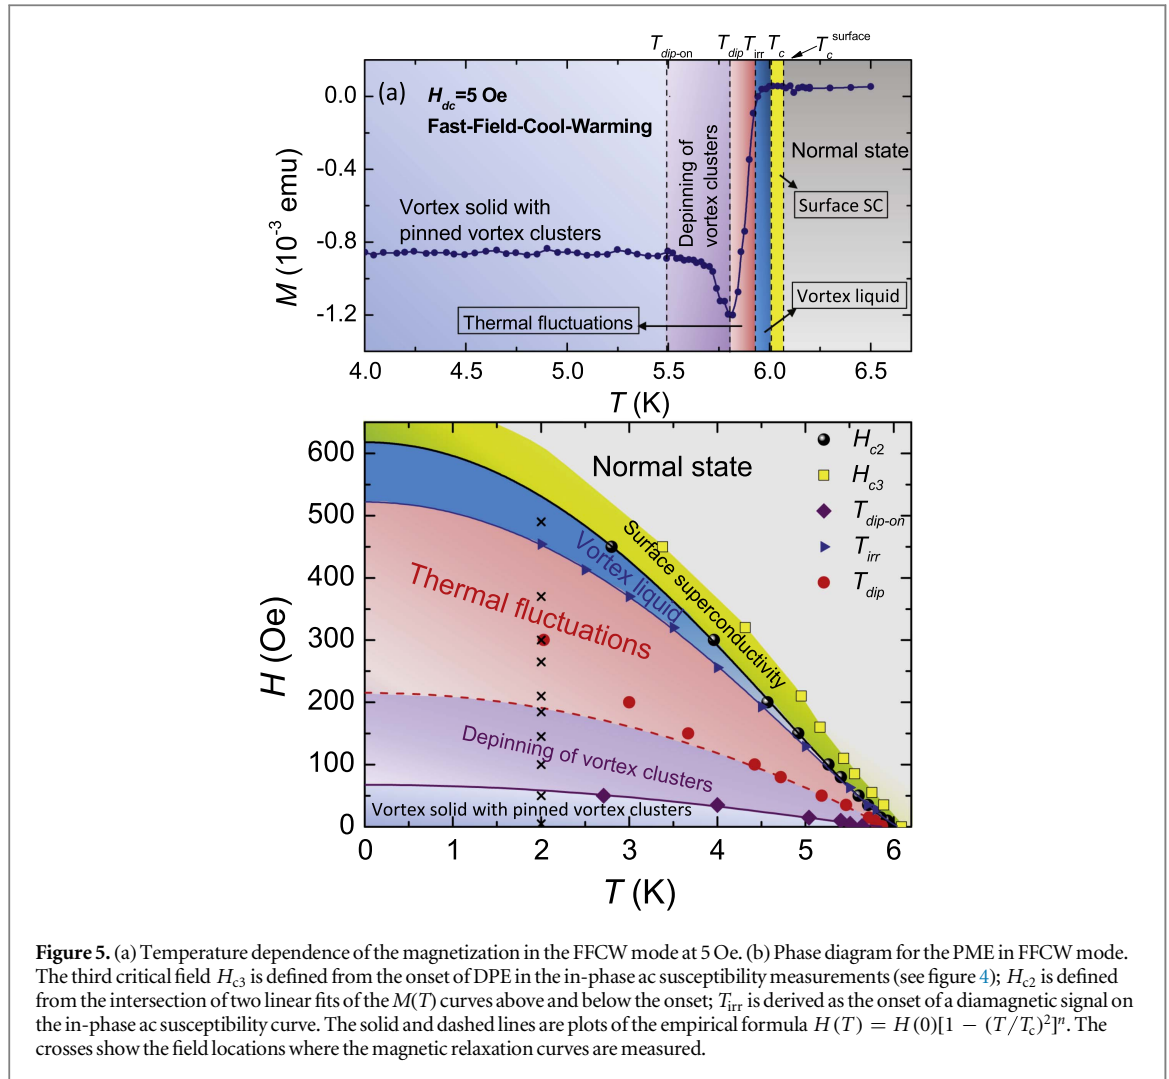 T_dip-on T_dip T_irr T_c T_c^surface
(a) H_dc=5 Oe
Fast-Field-Cool-Warming
Vortex solid with
pinned vortex clusters
Depinning of
vortex clusters
Normal state
Surface SC
Vortex liquid
Thermal fluctuations
M (10^-3 emu)
0.0
-0.4
-0.8
-1.2
4.0 4.5 5.0 5.5 6.0 6.5
T (K)
H (Oe)
600
500
400
300
200
100
0
Normal state
H_c2
H_c3
T_dip-on
T_irr
T_dip
Surface superconductivity
Vortex liquid
Thermal fluctuations
Depinning of vortex clusters
Vortex solid with pinned vortex clusters
0 1 2 3 4 5 6
T (K)
Figure 5. (a) Temperature dependence of the magnetization in the FFCW mode at 5 Oe. (b) Phase diagram for the PME in FFCW mode.
The third critical field H_c3 is defined from the onset of DPE in the in-phase ac susceptibility measurements (see figure 4); H_c2 is defined
from the intersection of two linear fits of the M(T) curves above and below the onset; T_irr is derived as the onset of a diamagnetic signal on
the in-phase ac susceptibility curve. The solid and dashed lines are plots of the empirical formula H(T) = H(0)[1 − (T/T_c)^2]^n. The
crosses show the field locations where the magnetic relaxation curves are measured.